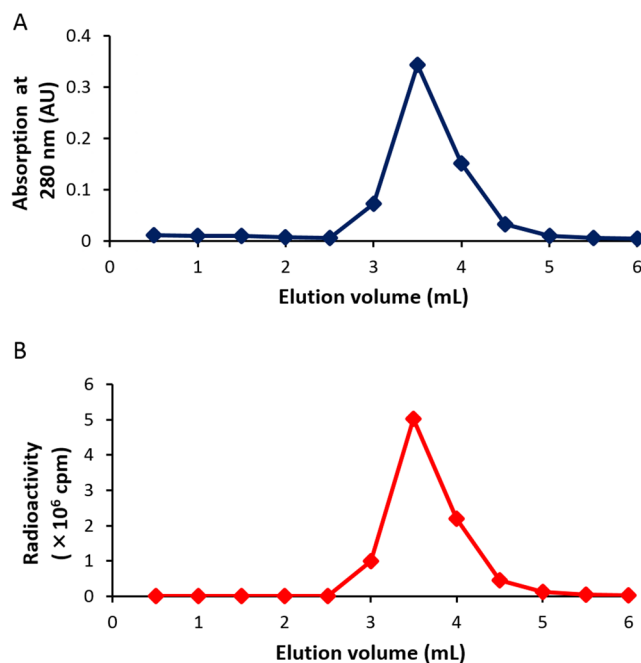 A
Absorption at
280 nm (AU)
0.4
0.3
0.2
0.1
0
0 1 2 3 4 5 6
Elution volume (mL)
B
Radioactivity
(×10⁶ cpm)
6
5
4
3
2
1
0
0 1 2 3 4 5 6
Elution volume (mL)